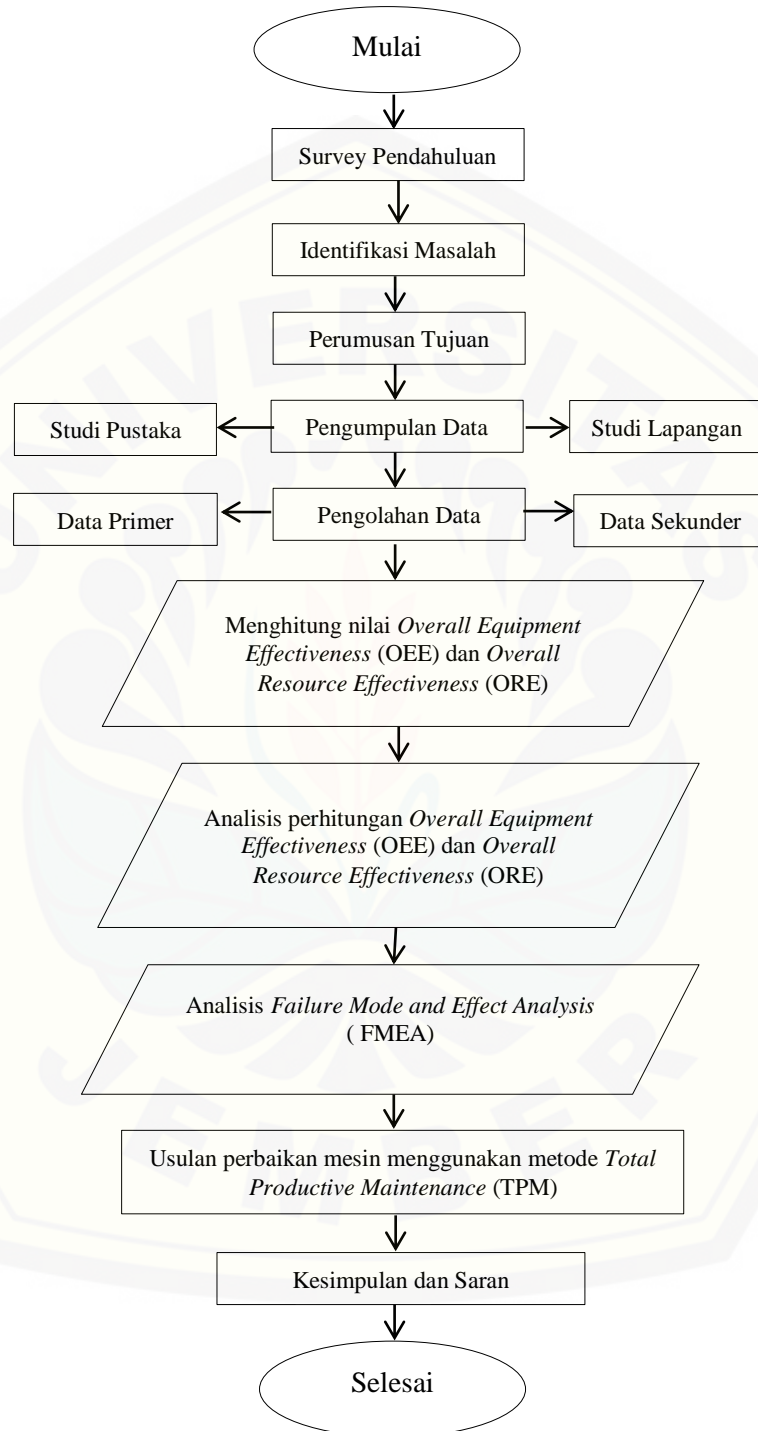 Mulai
Survey Pendahuluan
Identifikasi Masalah
Perumusan Tujuan
Studi Pustaka
Pengumpulan Data
Studi Lapangan
Data Primer
Pengolahan Data
Data Sekunder
Menghitung nilai Overall Equipment
Effectiveness (OEE) dan Overall
Resource Effectiveness (ORE)
Analisis perhitungan Overall Equipment
Effectiveness (OEE) dan Overall
Resource Effectiveness (ORE)
Analisis Failure Mode and Effect Analysis
( FMEA)
Usulan perbaikan mesin menggunakan metode Total
Productive Maintenance (TPM)
Kesimpulan dan Saran
Selesai
UNIVERSITAS
JEMBER